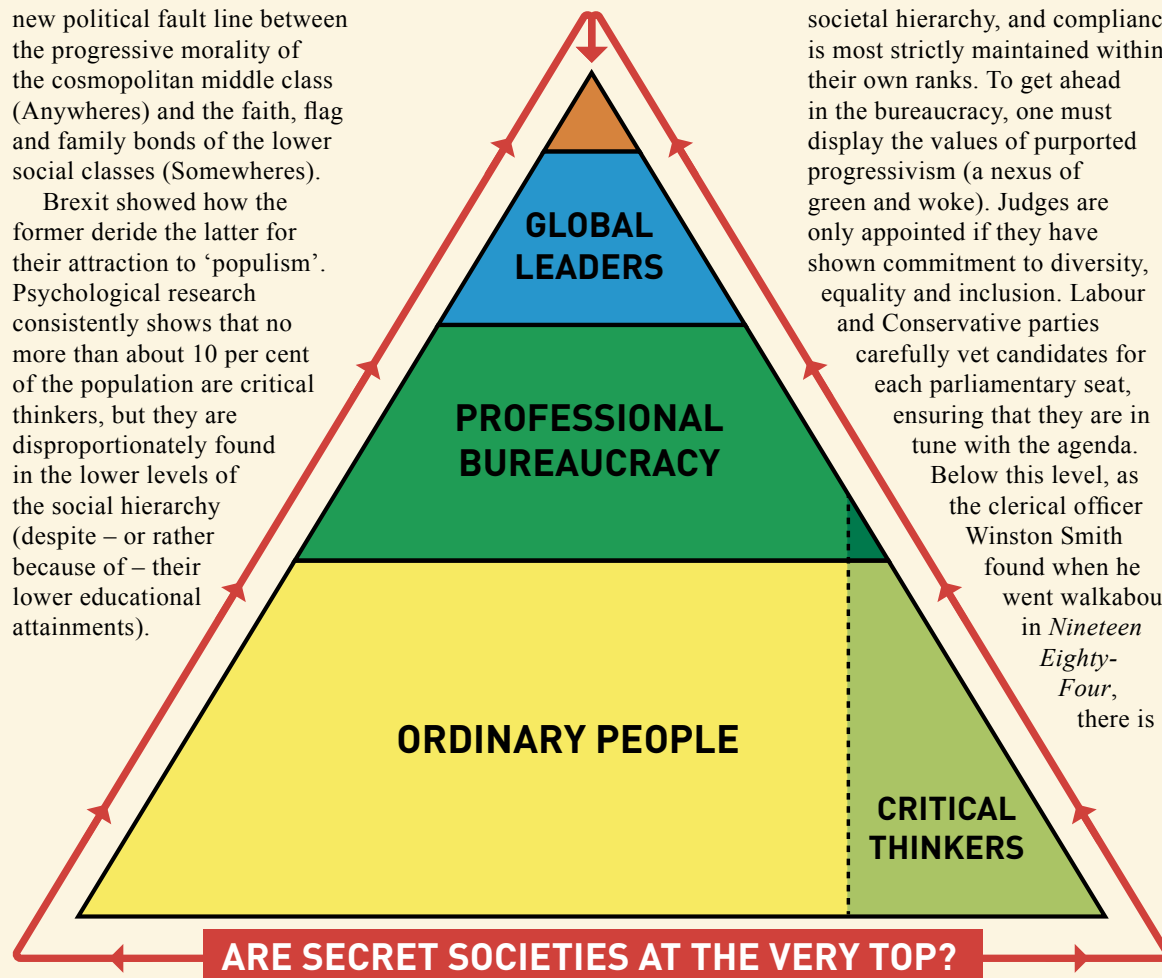 new political fault line between
the progressive morality of
the cosmopolitan middle class
(Anywheres) and the faith, flag
and family bonds of the lower
social classes (Somewheres).
Brexit showed how the
former deride the latter for
their attraction to ‘populism’.
Psychological research
consistently shows that no
more than about 10 per cent
of the population are critical
thinkers, but they are
disproportionately found
in the lower levels of
the social hierarchy
(despite – or rather
because of – their
lower educational
attainments).
GLOBAL
LEADERS
PROFESSIONAL
BUREAUCRACY
ORDINARY PEOPLE
CRITICAL
THINKERS
ARE SECRET SOCIETIES AT THE VERY TOP?
societal hierarchy, and complianc
is most strictly maintained within
their own ranks. To get ahead
in the bureaucracy, one must
display the values of purported
progressivism (a nexus of
green and woke). Judges are
only appointed if they have
shown commitment to diversity,
equality and inclusion. Labour
and Conservative parties
carefully vet candidates for
each parliamentary seat,
ensuring that they are in
tune with the agenda.
Below this level, as
the clerical officer
Winston Smith
found when he
went walkabou
in Nineteen
Eighty-
Four,
there is